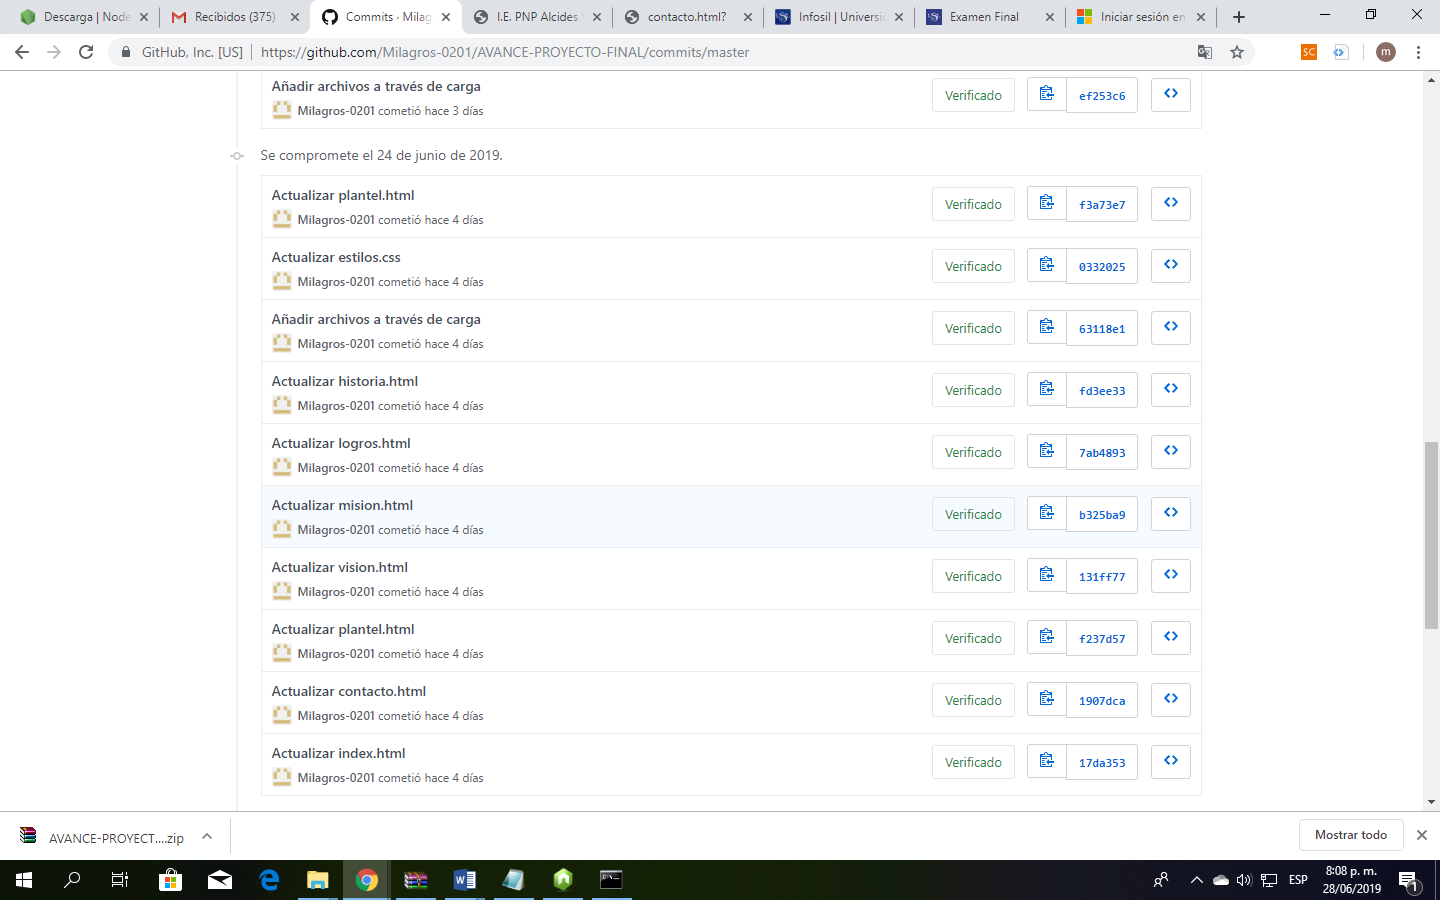 Descarga | Node
Recibidos (375) -
Commits · Milag
I.E. PNP Alcides
contacto.html?
Infosil | Universi
Examen Final
Iniciar sesión en
GitHub, Inc. [US] | https://github.com/Milagros-0201/AVANCE-PROYECTO-FINAL/commits/master
SC
m
Añadir archivos a través de carga
Milagros-0201 cometió hace 3 días
Verificado
ef253c6
Se compromete el 24 de junio de 2019.
Actualizar plantel.html
Milagros-0201 cometió hace 4 días
Verificado
f3a73e7
Actualizar estilos.css
Milagros-0201 cometió hace 4 días
Verificado
0332025
Añadir archivos a través de carga
Milagros-0201 cometió hace 4 días
Verificado
63118e1
Actualizar historia.html
Milagros-0201 cometió hace 4 días
Verificado
fd3ee33
Actualizar logros.html
Milagros-0201 cometió hace 4 días
Verificado
7ab4893
Actualizar mision.html
Milagros-0201 cometió hace 4 días
Verificado
b325ba9
Actualizar vision.html
Milagros-0201 cometió hace 4 días
Verificado
131ff77
Actualizar plantel.html
Milagros-0201 cometió hace 4 días
Verificado
f237d57
Actualizar contacto.html
Milagros-0201 cometió hace 4 días
Verificado
1907dca
Actualizar index.html
Milagros-0201 cometió hace 4 días
Verificado
17da353
AVANCE-PROYECT....zip
Mostrar todo
ESP
8:08 p. m.
28/06/2019
1